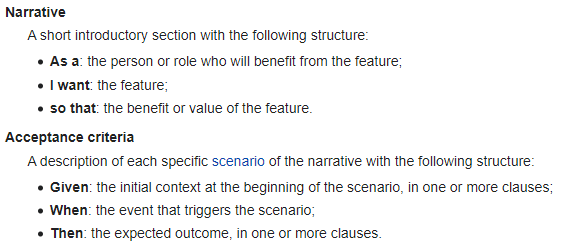 Narrative
A short introductory section with the following structure:
• As a: the person or role who will benefit from the feature;
• I want: the feature;
• so that: the benefit or value of the feature.
Acceptance criteria
A description of each specific scenario of the narrative with the following structure:
• Given: the initial context at the beginning of the scenario, in one or more clauses;
• When: the event that triggers the scenario;
• Then: the expected outcome, in one or more clauses.